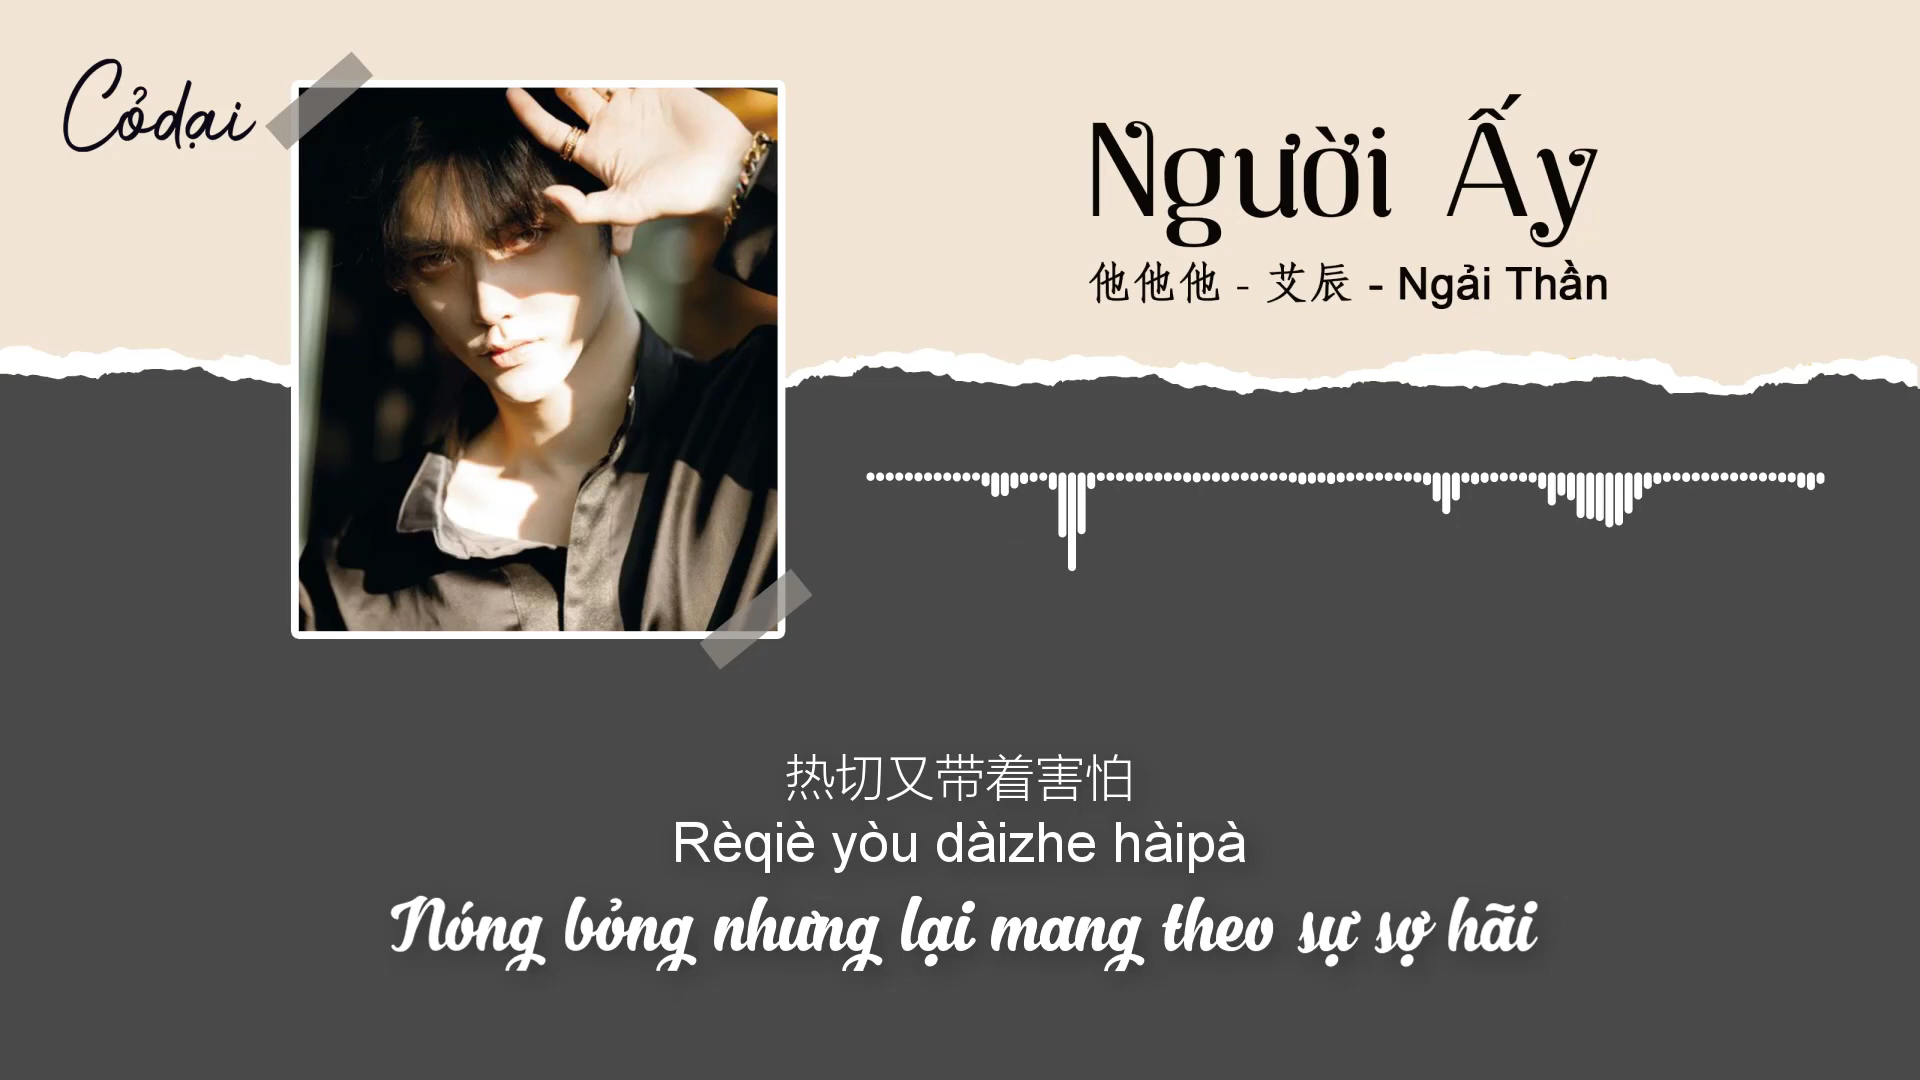 Cỏdại
Người Ấy
他他他 - 艾辰 - Ngải Thần
热切又带着害怕
Rèqiè yòu dàizhe hàipà
Nóng bỏng nhưng lại mang theo sự sợ hãi